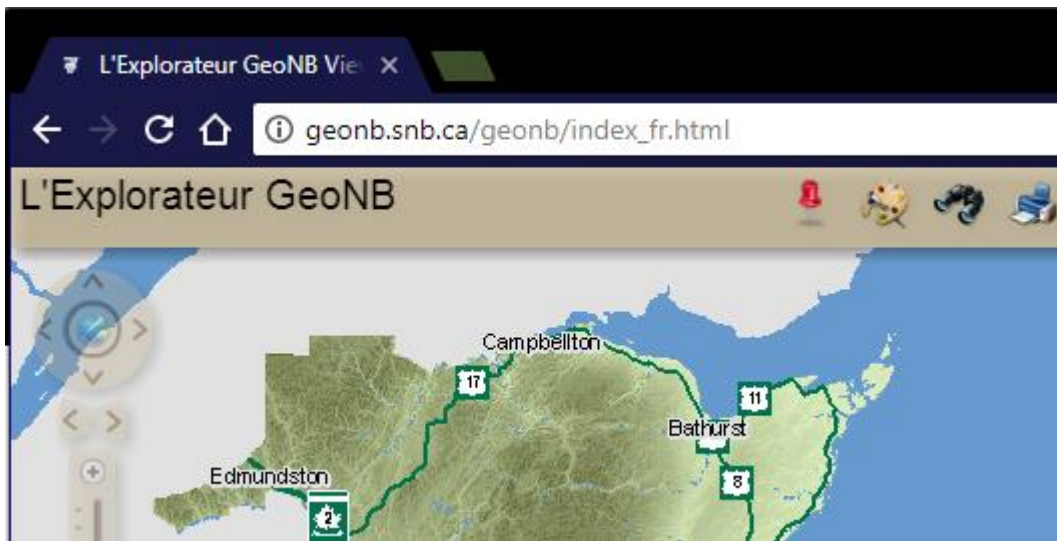 L'Explorateur GeoNB Vie
geonb.snb.ca/geonb/index_fr.html
L'Explorateur GeoNB
Campbellton
17
11
Bathurst
Edmundston
8
2